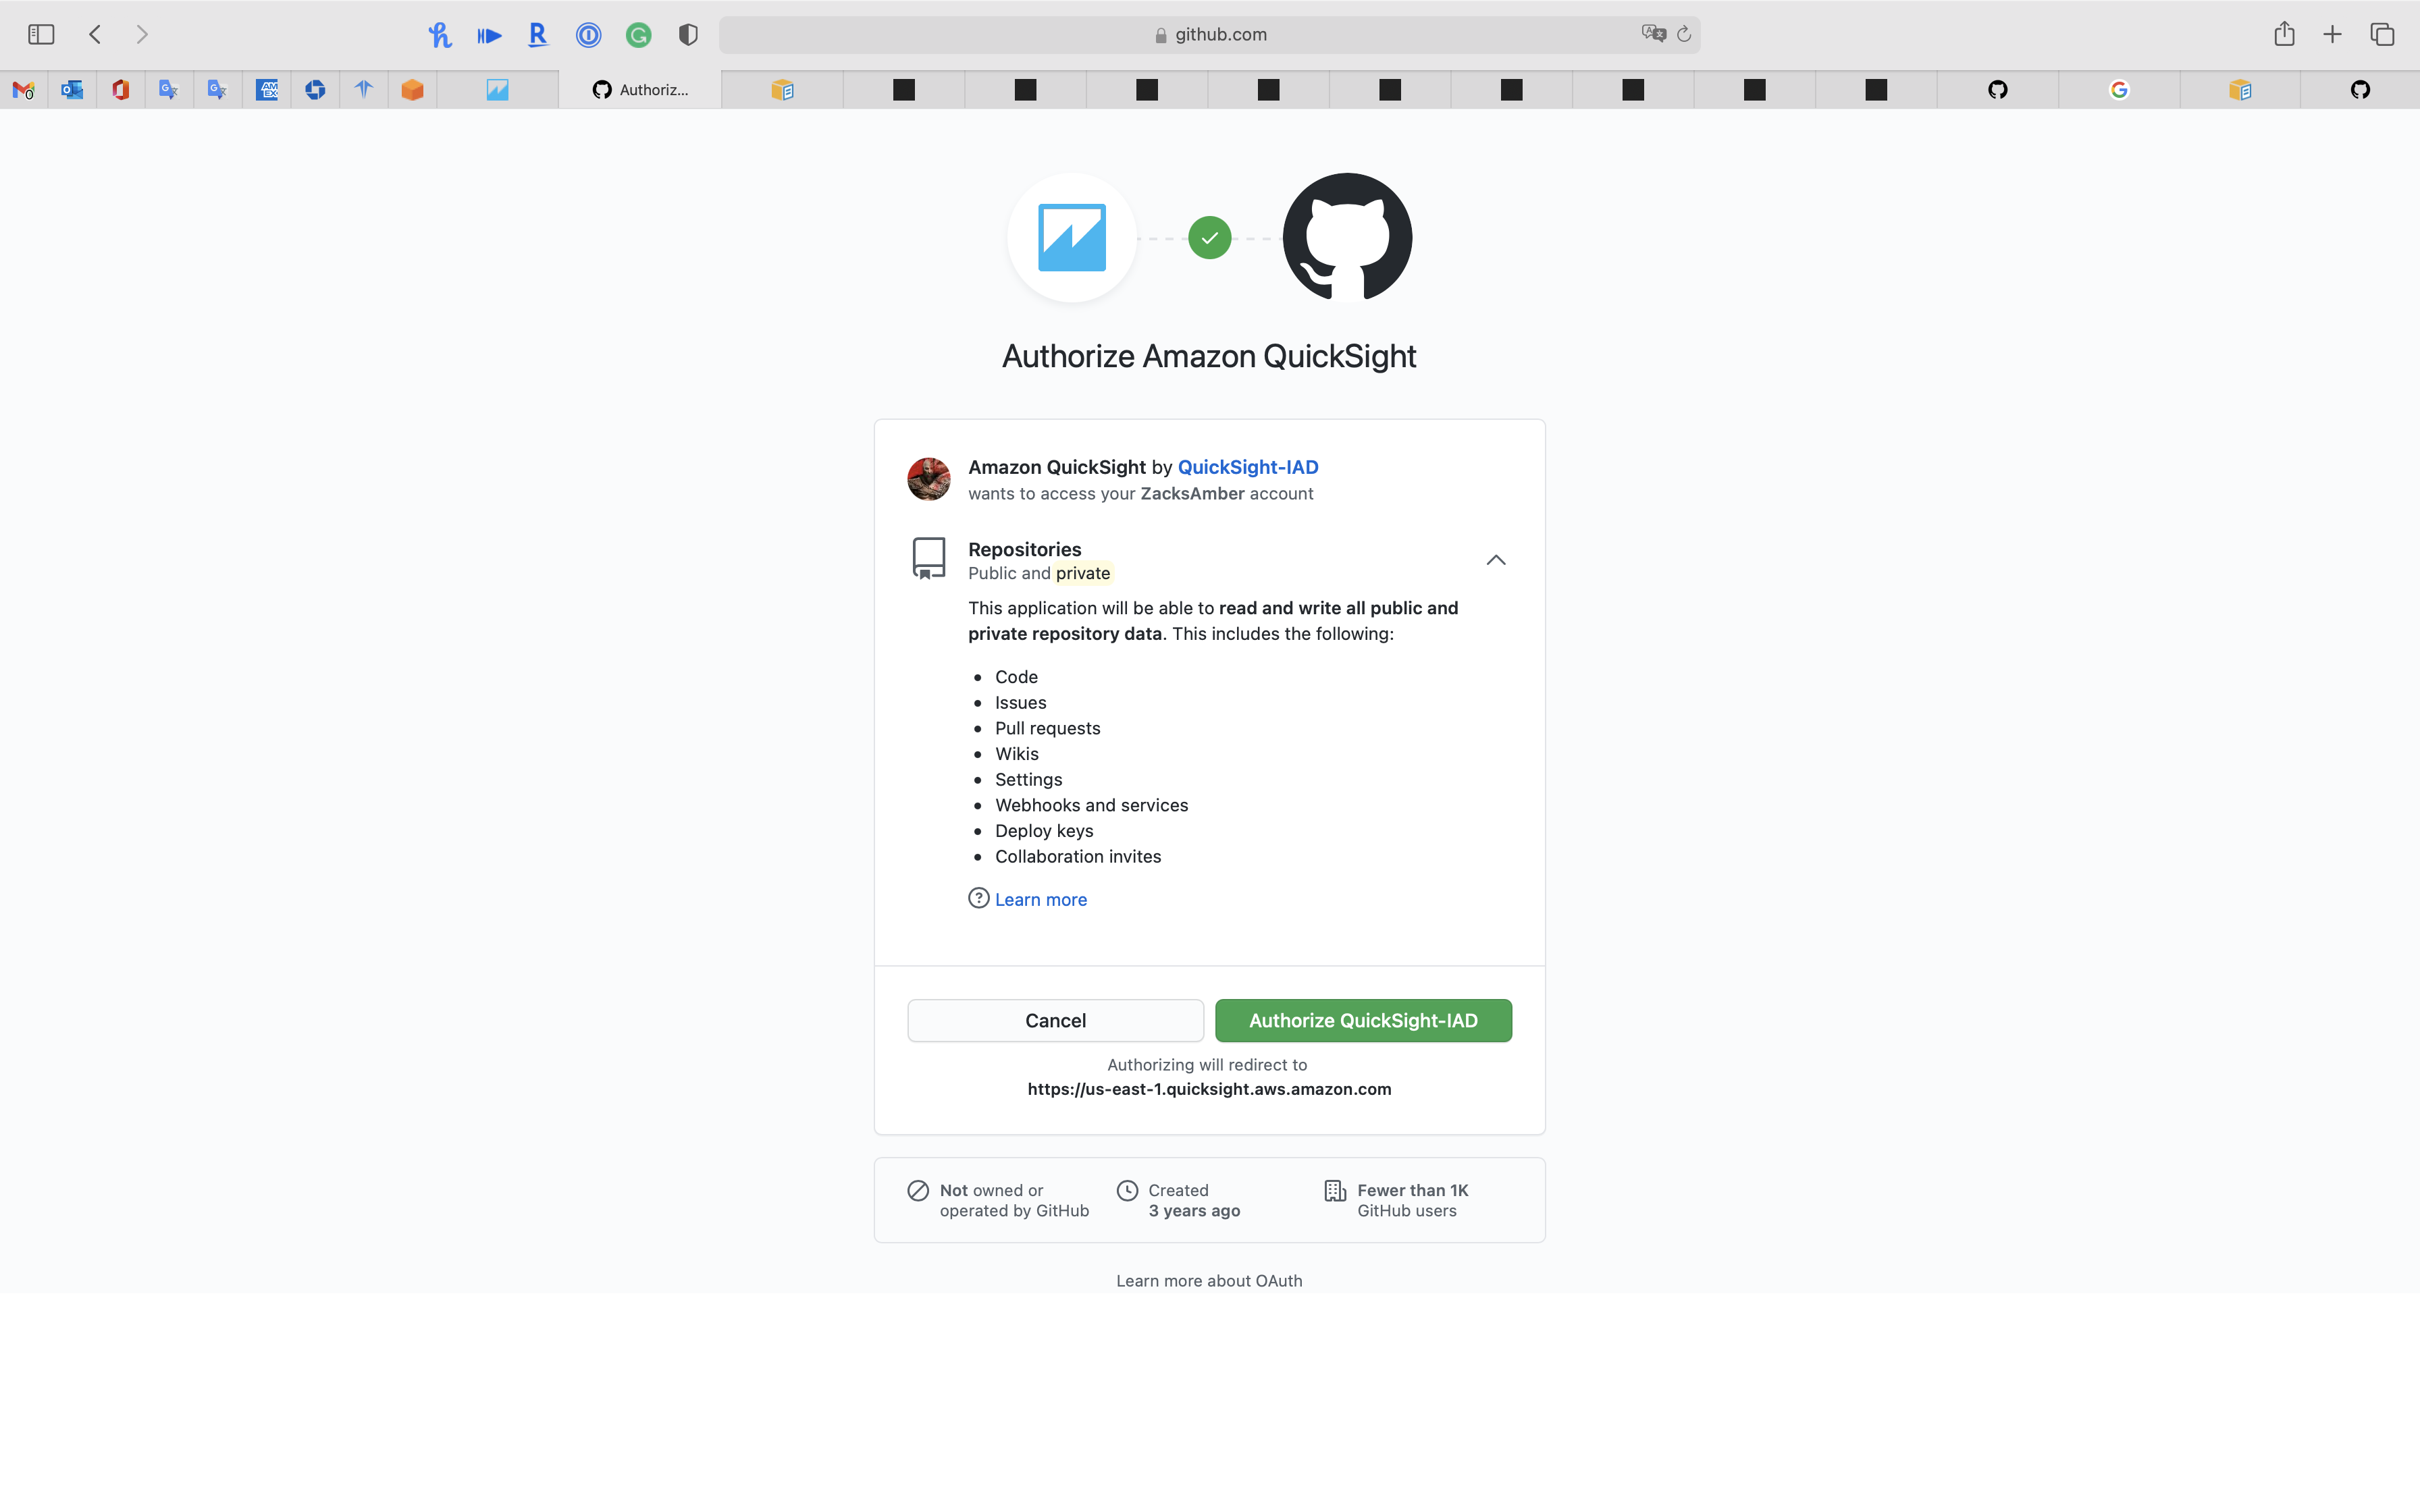 github.com
Authoriz...
Authorize Amazon QuickSight
Amazon QuickSight by QuickSight-IAD
wants to access your ZacksAmber account
Repositories
Public and private
This application will be able to read and write all public and
private repository data. This includes the following:
Code
Issues
Pull requests
Wikis
Settings
Webhooks and services
Deploy keys
Collaboration invites
Learn more
Cancel
Authorize QuickSight-IAD
Authorizing will redirect to
https://us-east-1.quicksight.aws.amazon.com
Not owned or
operated by GitHub
Created
3 years ago
Fewer than 1K
GitHub users
Learn more about OAuth